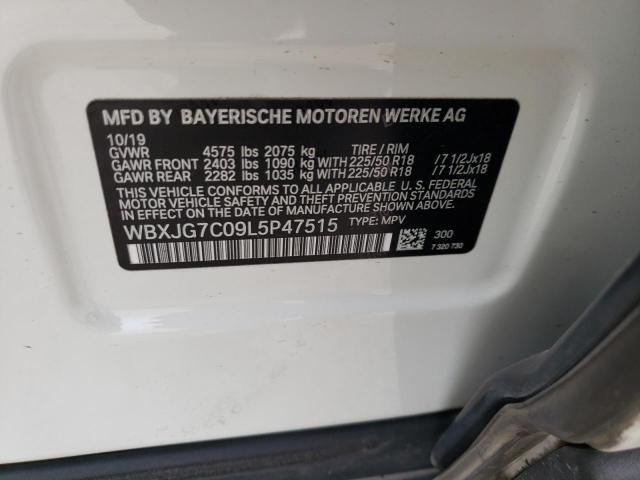 MFD BY BAYERISCHE MOTOREN WERKE AG
10/19 TIRE / RIM
GVWR 4575 lbs 2075 kg
GAWR FRONT 2403 lbs 1090 kg WITH 225/50 R18 / 7 1/2Jx18
GAWR REAR 2282 lbs 1035 kg WITH 225/50 R18 / 7 1/2Jx18
THIS VEHICLE CONFORMS TO ALL APPLICABLE U. S. FEDERAL
MOTOR VEHICLE SAFETY, BUMPER, AND THEFT PREVENTION STANDARDS
IN EFFECT ON THE DATE OF MANUFACTURE SHOWN ABOVE.
WBXJG7C09L5P47515 TYPE: MPV
300
7 320 730